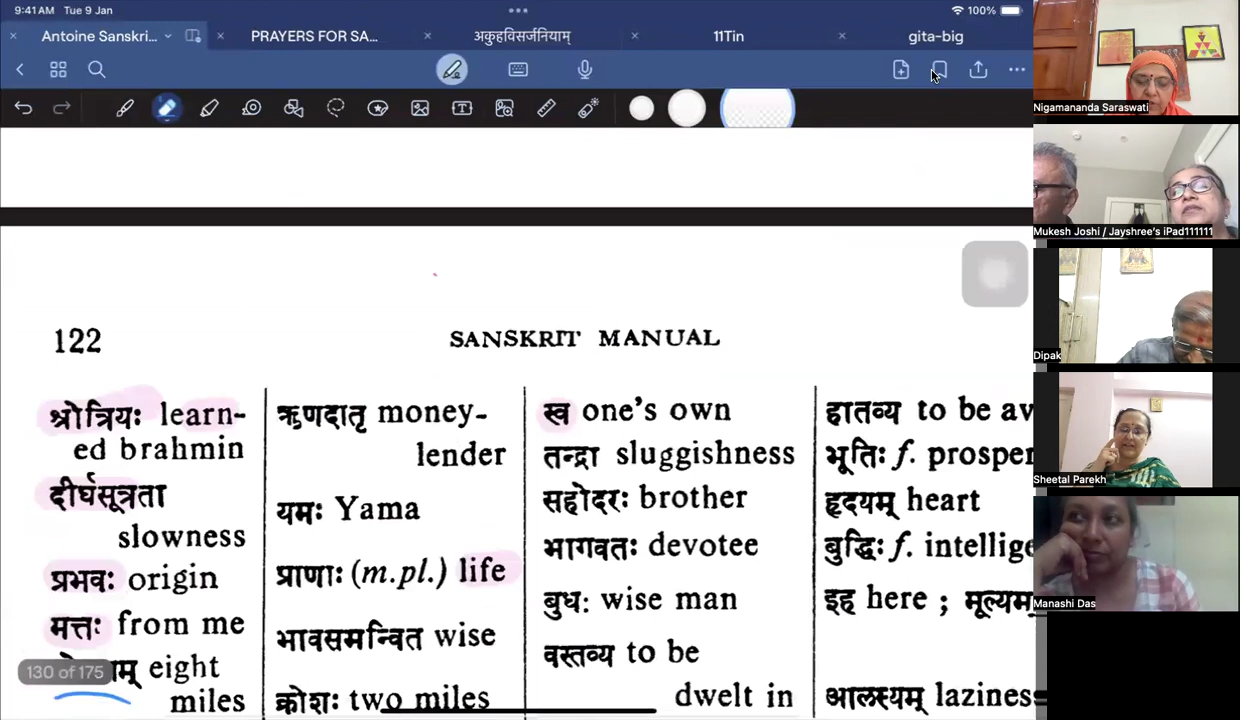 9:41 AM Tue 9 Jan
100%
Antoine Sanskri...
PRAYERS FOR SA...
अकुहविसर्जनियाम्
11Tin
gita-big
122
SANSKRIT MANUAL
श्रोत्रियः learn-
ed brahmin
दीर्घसूत्रता
slowness
प्रभवः origin
मत्तः from me
eight
miles
ऋणदातृ money-
lender
यमः Yama
प्राणाः (m.pl.) life
भावसमन्वित wise
क्रोशः two miles
स्व one's own
तन्द्रा sluggishness
सहोदरः brother
भागवतः devotee
बुधः wise man
वस्तव्य to be
dwelt in
हातव्य to be av
भूतिः f. prosper
हृदयम् heart
बुद्धिः f. intellige
इह here ; मूल्यम्
आलस्यम् laziness
130 of 175
Nigamananda Saraswati
Mukesh Joshi / Jayshree's iPad111111
Dipak
Sheetal Parekh
Manashi Das